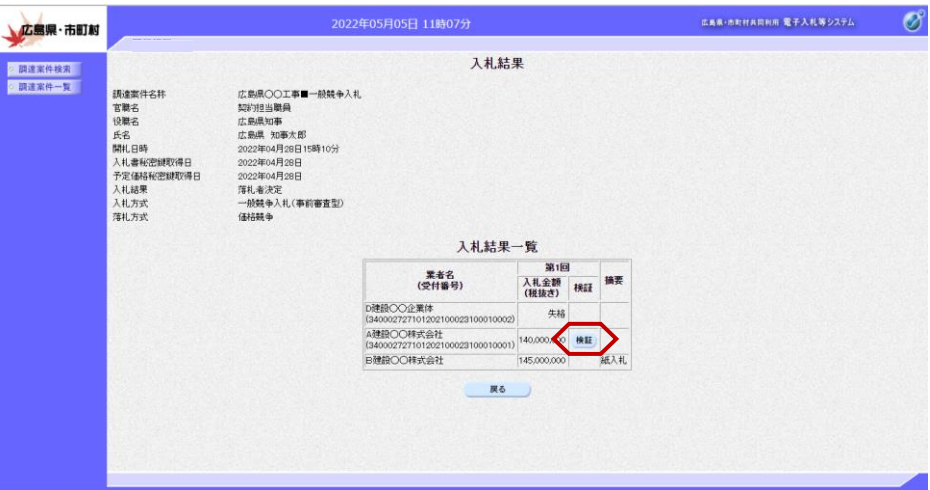 広島県・市町村
2022年05月05日 11時07分
広島県・市町村共同利用 電子入札等システム
調達案件検索
調達案件一覧
入札結果
調達案件名称 広島県〇〇工事■一般競争入札
官職名 契約担当職員
役職名 広島県知事
氏名 広島県 知事太郎
開札日時 2022年04月28日15時10分
入札書秘密鍵取得日 2022年04月28日
予定価格秘密鍵取得日 2022年04月28日
入札結果 落札者決定
入札方式 一般競争入札(事前審査型)
落札方式 価格競争
入札結果一覧
業者名
(受付番号)
第1回
入札金額
(税抜き)
検証
摘要
D建設〇〇企業体
(34000272710120210002310001​0002)
失格
A建設〇〇株式会社
(340002727101202100023100010001)
140,000,000 検証
B建設〇〇株式会社 145,000,000 紙入札
戻る